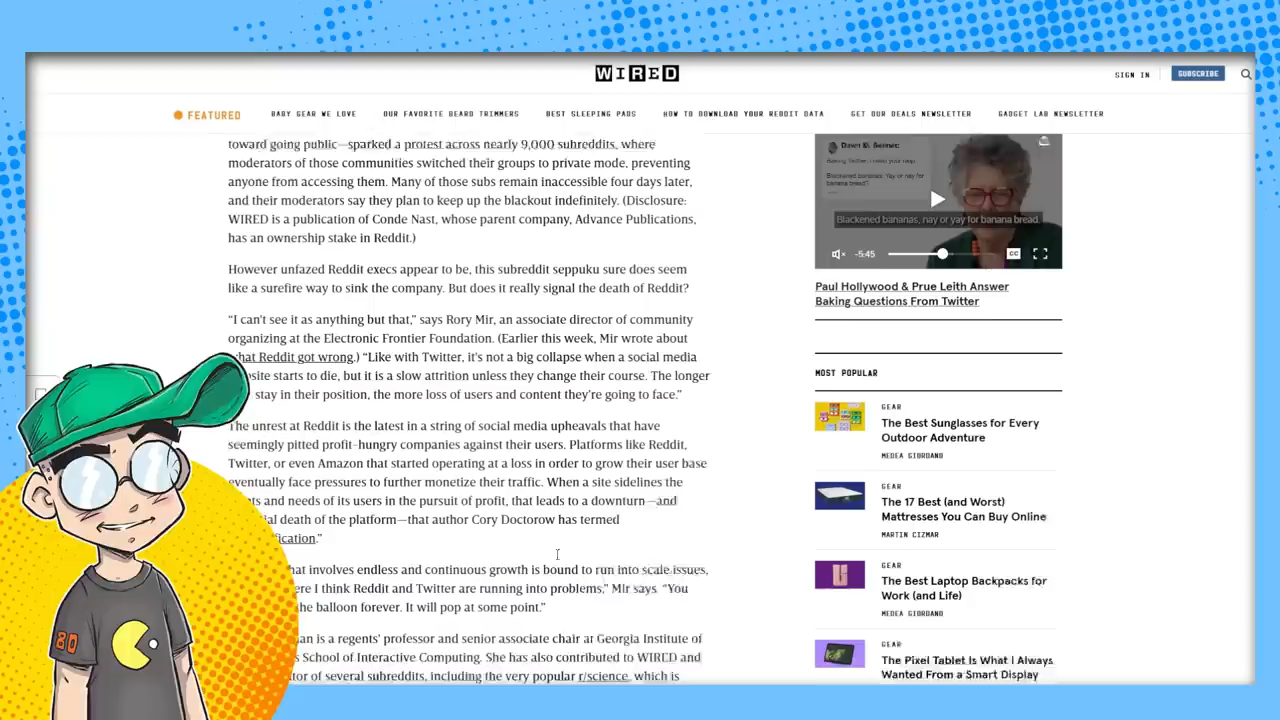 WIRED
SIGN IN
SUBSCRIBE
FEATURED
BABY GEAR WE LOVE
OUR FAVORITE BEARD TRIMMERS
BEST SLEEPING PADS
HOW TO DOWNLOAD YOUR REDDIT DATA
GET OUR DEALS NEWSLETTER
GADGET LAB NEWSLETTER
toward going public—sparked a protest across nearly 9,000 subreddits, where
moderators of those communities switched their groups to private mode, preventing
anyone from accessing them. Many of those subs remain inaccessible four days later,
and their moderators say they plan to keep up the blackout indefinitely. (Disclosure:
WIRED is a publication of Conde Nast, whose parent company, Advance Publications,
has an ownership stake in Reddit.)
However unfazed Reddit execs appear to be, this subreddit seppuku sure does seem
like a surefire way to sink the company. But does it really signal the death of Reddit?
“I can't see it as anything but that,” says Rory Mir, an associate director of community
organizing at the Electronic Frontier Foundation. (Earlier this week, Mir wrote about
what Reddit got wrong.) “Like with Twitter, it's not a big collapse when a social media
site starts to die, but it is a slow attrition unless they change their course. The longer
stay in their position, the more loss of users and content they're going to face.”
The unrest at Reddit is the latest in a string of social media upheavals that have
seemingly pitted profit-hungry companies against their users. Platforms like Reddit,
Twitter, or even Amazon that started operating at a loss in order to grow their user base
eventually face pressures to further monetize their traffic. When a site sidelines the
and needs of its users in the pursuit of profit, that leads to a downturn—and
death of the platform—that author Cory Doctorow has termed
that involves endless and continuous growth is bound to run into scale issues,
I think Reddit and Twitter are running into problems,” Mir says. “You
the balloon forever. It will pop at some point.”
is a regents' professor and senior associate chair at Georgia Institute of
School of Interactive Computing. She has also contributed to WIRED and
of several subreddits, including the very popular r/science, which is
Blackened bananas, nay or yay for banana bread.
-5:45
CC
Paul Hollywood & Prue Leith Answer
Baking Questions From Twitter
MOST POPULAR
GEAR
The Best Sunglasses for Every
Outdoor Adventure
MEDEA GIORDANO
GEAR
The 17 Best (and Worst)
Mattresses You Can Buy Online
MARTIN CIZMAR
GEAR
The Best Laptop Backpacks for
Work (and Life)
MEDEA GIORDANO
GEAR
The Pixel Tablet Is What I Always
Wanted From a Smart Display
80